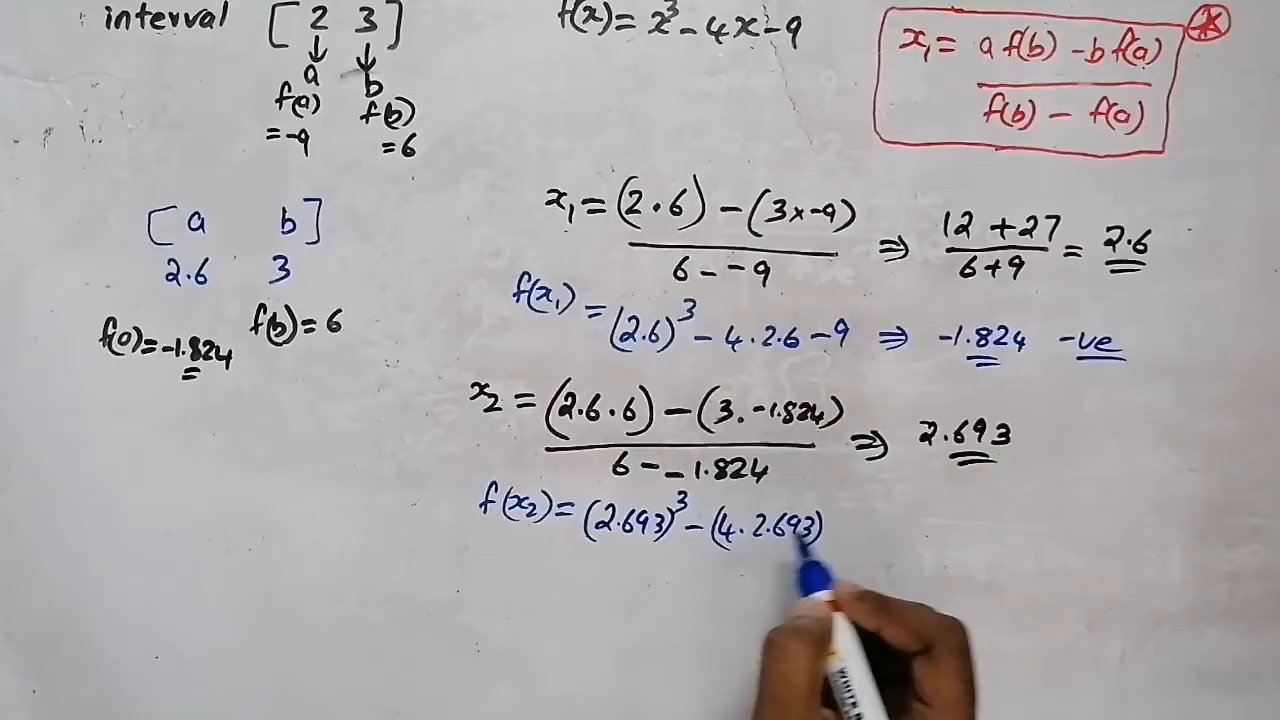 interval [ 2 3 ]
a b
f(a) f(b)
= -9 = 6
f(x) = x³ - 4x - 9
x₁ = a f(b) - b f(a)
f(b) - f(a)
[ a b ]
2.6 3
f(a) = -1.824 f(b) = 6
x₁ = (2 . 6) - (3 x -9) ⇒ 12 + 27 = 2.6
6 - -9 6 + 9
f(x₁) = (2.6)³ - 4 . 2.6 - 9 ⇒ -1.824 -ve
x₂ = (2.6 . 6) - (3 . -1.824) ⇒ 2.693
6 - -1.824
f(x₂) = (2.693)³ - (4 . 2.693)